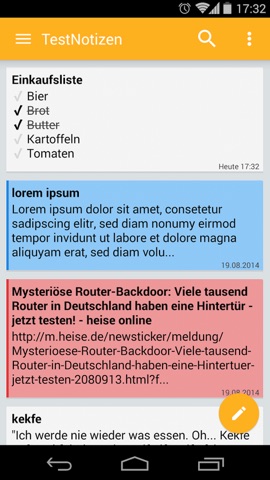 17:32
TestNotizen
Einkaufsliste
Bier
Brot
Butter
Kartoffeln
Tomaten
Heute 17:32
lorem ipsum
Lorem ipsum dolor sit amet, consetetur
sadipscing elitr, sed diam nonumy eirmod
tempor invidunt ut labore et dolore magna
aliquyam erat, sed diam volu...
19.08.2014
Mysteriöse Router-Backdoor: Viele tausend
Router in Deutschland haben eine Hintertür -
jetzt testen! - heise online
http://m.heise.de/newsticker/meldung/
Mysterioese-Router-Backdoor-Viele-tausend-
Router-in-Deutschland-haben-eine-Hintertuer-
jetzt-testen-2080913.html?f...
19.08.2014
kekfe
"Ich werde nie wieder was essen. Oh... Kekfe